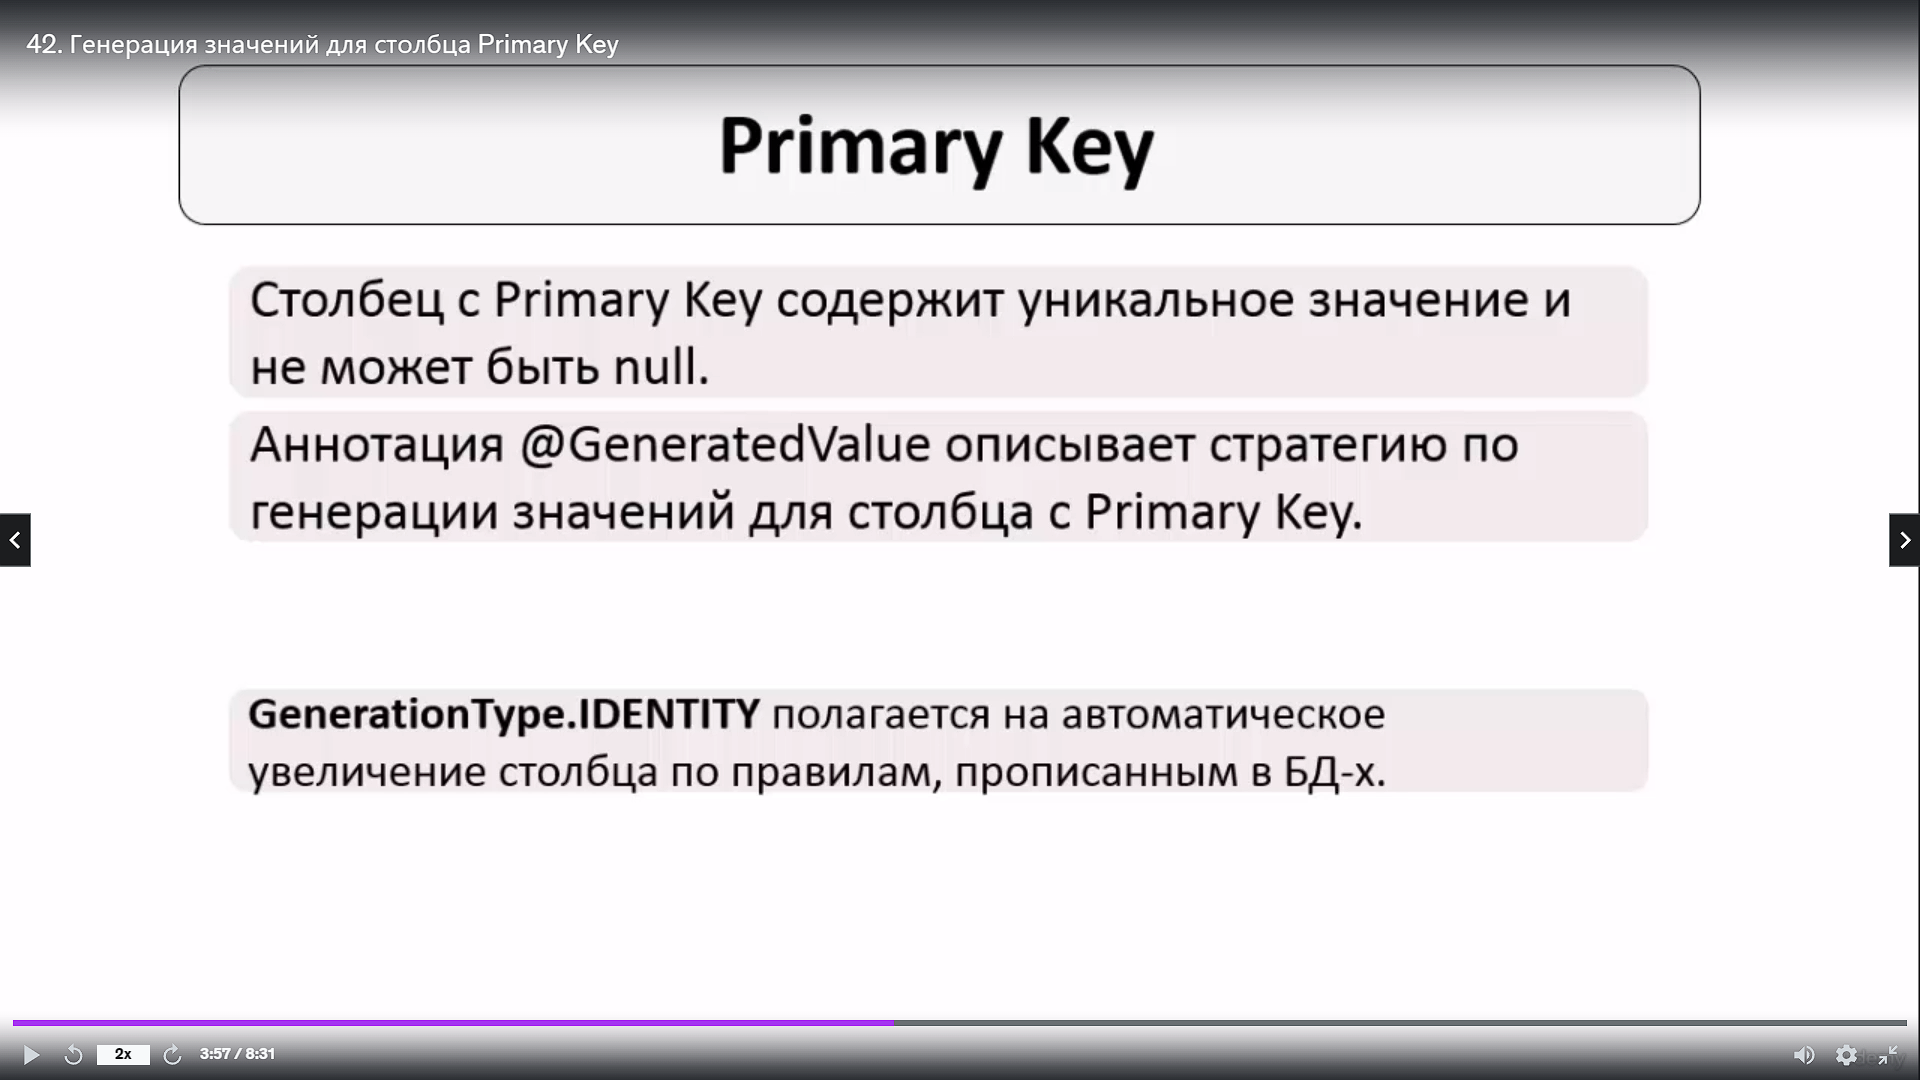 42. Генерация значений для столбца Primary Key
Primary Key
Столбец с Primary Key содержит уникальное значение и
не может быть null.
Аннотация @GeneratedValue описывает стратегию по
генерации значений для столбца с Primary Key.
GenerationType.IDENTITY полагается на автоматическое
увеличение столбца по правилам, прописанным в БД-х.
2x
3:57 / 8:31